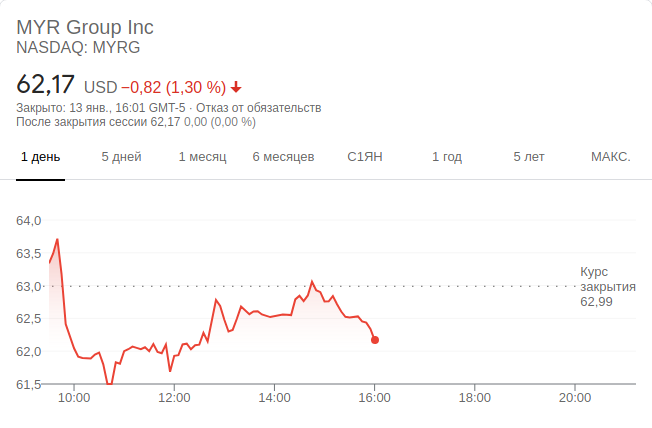 MYR Group Inc
NASDAQ: MYRG
62,17 USD −0,82 (1,30 %)
Закрыто: 13 янв., 16:01 GMT-5 · Отказ от обязательств
После закрытия сессии 62,17 0,00 (0,00 %)
1 день 5 дней 1 месяц 6 месяцев С1ЯН 1 год 5 лет МАКС.
64,0
63,5
63,0
62,5
62,0
61,5
Курс
закрытия
62,99
10:00 12:00 14:00 16:00 18:00 20:00